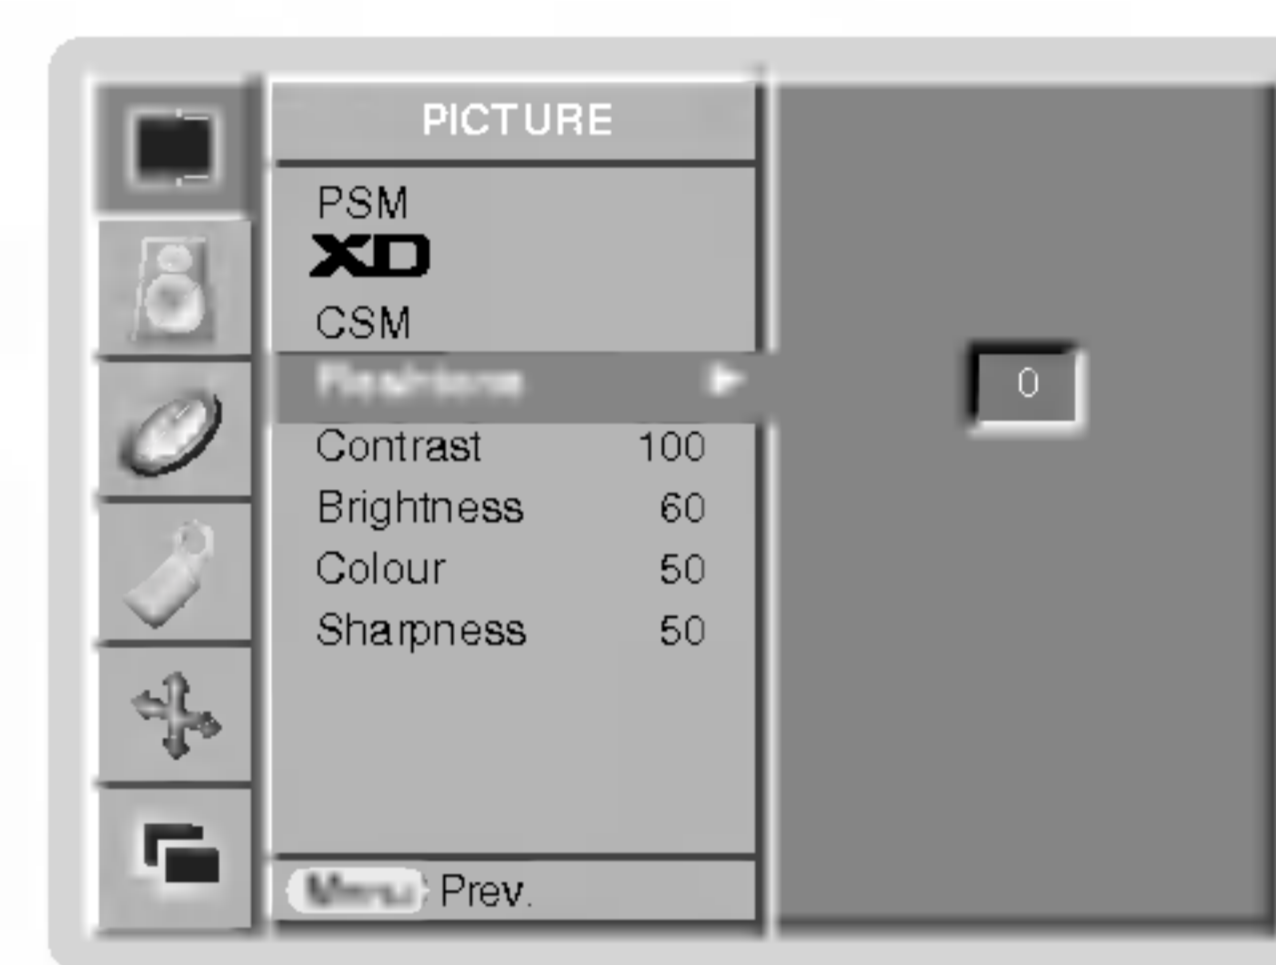 PICTURE
PSM
XD
CSM
0
Contrast 100
Brightness 60
Colour 50
Sharpness 50
Prev.